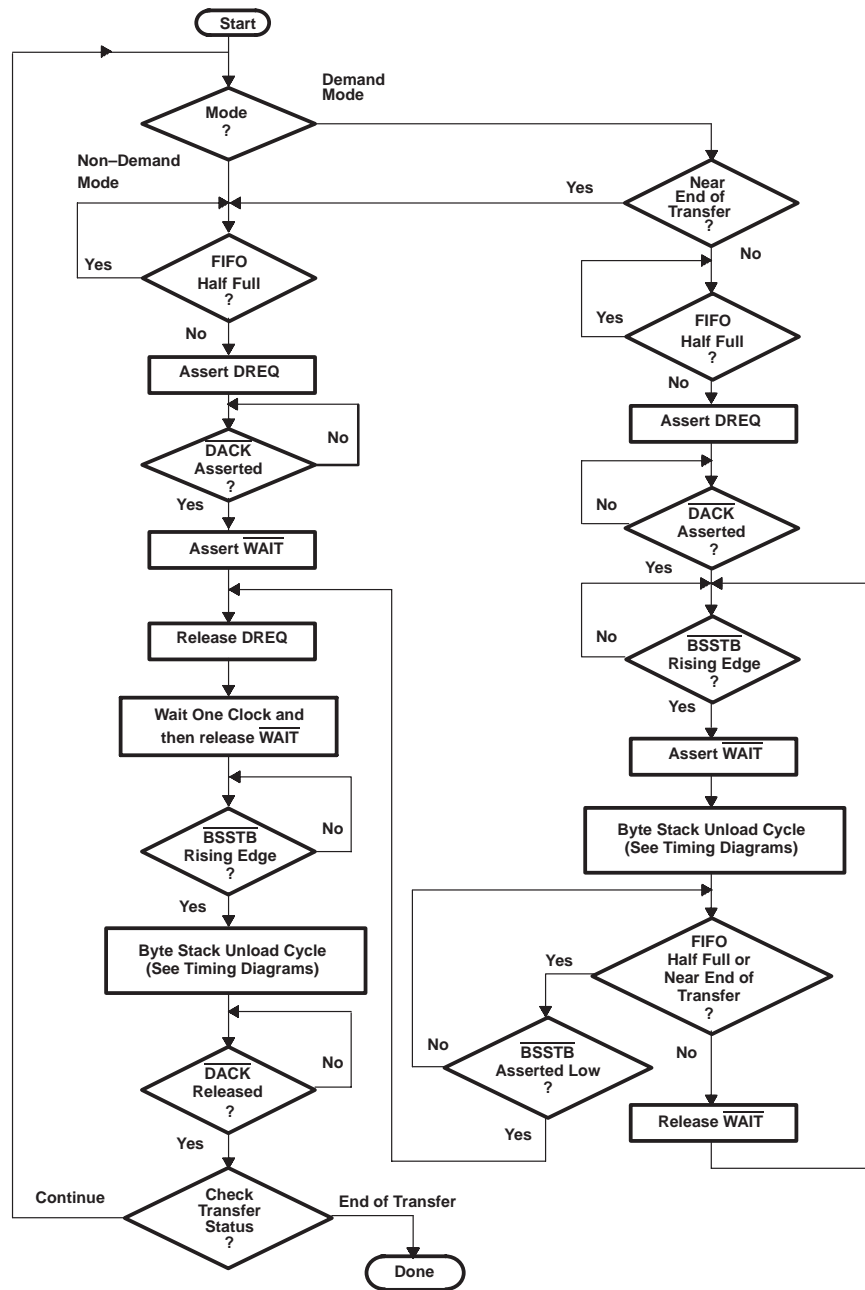 Start
Demand
Mode
Mode
?
Non–Demand
Mode
Yes
Near
End of
Transfer
?
No
Yes
FIFO
Half Full
?
No
Yes
FIFO
Half Full
?
No
Assert DREQ
Assert DREQ
No
DACK
Asserted
?
Yes
No
DACK
Asserted
?
Yes
Assert WAIT
Release DREQ
No
BSSTB
Rising Edge
?
Yes
Wait One Clock and
then release WAIT
Assert WAIT
BSSTB
Rising Edge
?
No
Yes
Byte Stack Unload Cycle
(See Timing Diagrams)
Byte Stack Unload Cycle
(See Timing Diagrams)
FIFO
Half Full or
Near End of
Transfer
?
Yes
No
No
BSSTB
Asserted Low
?
Yes
DACK
Released
?
No
Yes
Release WAIT
Continue
Check
Transfer
Status
?
End of Transfer
Done